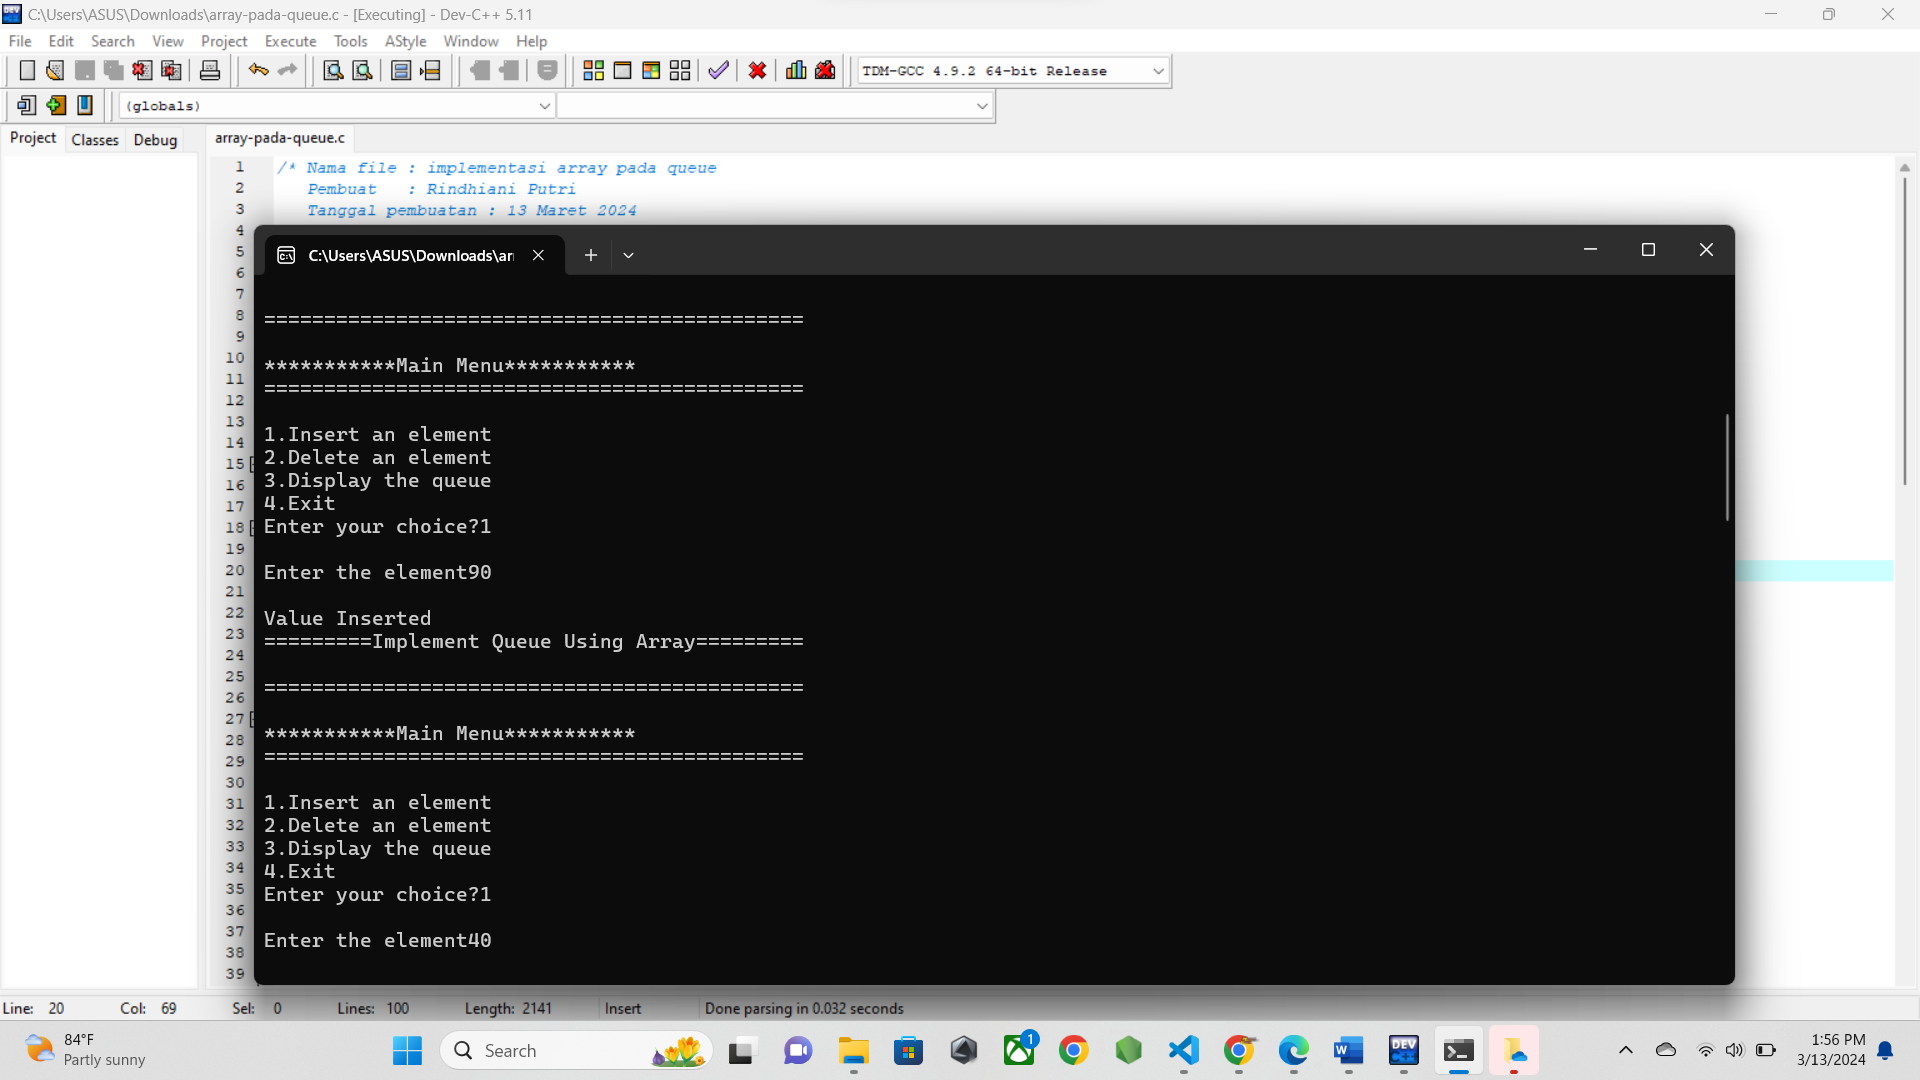 C:\Users\ASUS\Downloads\array-pada-queue.c - [Executing] - Dev-C++ 5.11
File Edit Search View Project Execute Tools AStyle Window Help
TDM-GCC 4.9.2 64-bit Release
(globals)
Project Classes Debug
array-pada-queue.c
1 /* Nama file : implementasi array pada queue
2 Pembuat : Rindhiani Putri
3 Tanggal pembuatan : 13 Maret 2024
4
5
6
7
8
9
10
11
12
13
14
15
16
17
18
19
20
21
22
23
24
25
26
27
28
29
30
31
32
33
34
35
36
37
38
39
C:\Users\ASUS\Downloads\ar
=============================================
***********Main Menu***********
=============================================
1.Insert an element
2.Delete an element
3.Display the queue
4.Exit
Enter your choice?1
Enter the element90
Value Inserted
=========Implement Queue Using Array=========
=============================================
***********Main Menu***********
=============================================
1.Insert an element
2.Delete an element
3.Display the queue
4.Exit
Enter your choice?1
Enter the element40
Line: 20 Col: 69 Sel: 0 Lines: 100 Length: 2141 Insert Done parsing in 0.032 seconds
84°F
Partly sunny
Search
1
DEV
1:56 PM
3/13/2024